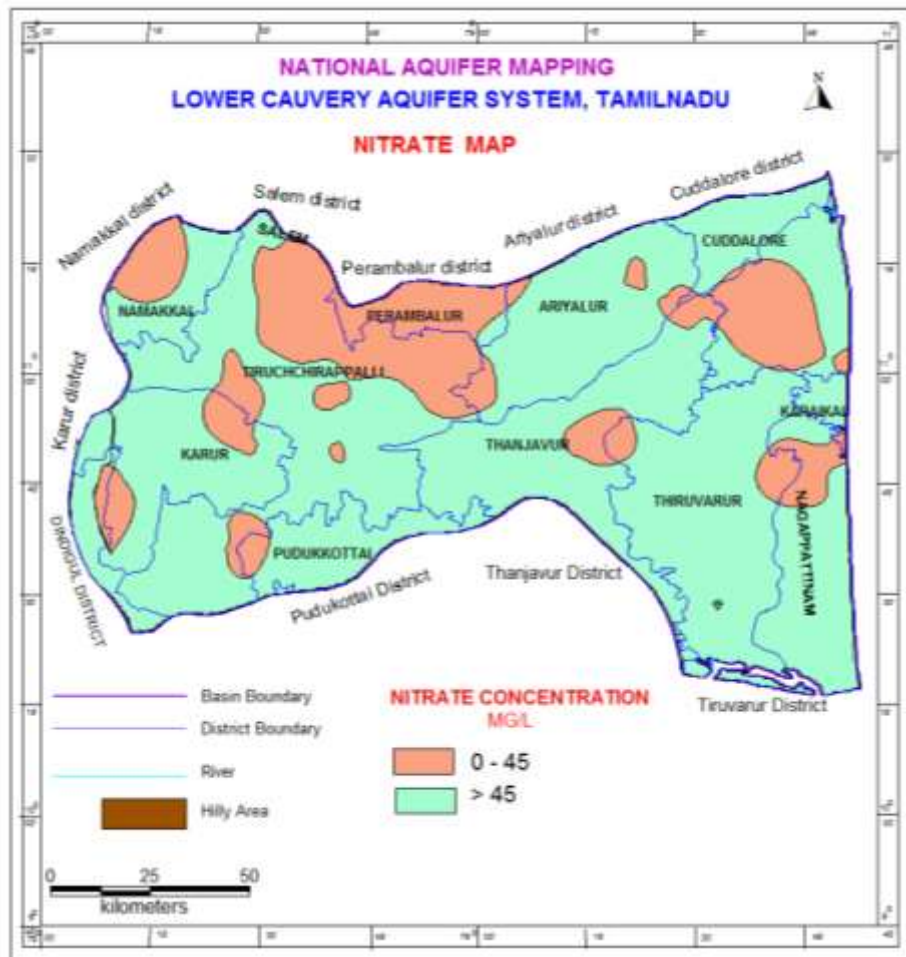 NATIONAL AQUIFER MAPPING
LOWER CAUVERY AQUIFER SYSTEM, TAMILNADU
N
NITRATE MAP
Namakkal district
Salem district
Ariyalur district
Cuddalore district
Perambalur district
SALEM
CUDDALORE
NAMAKKAL
PERAMBALUR
ARIYALUR
TIRUCHCHIRAPPALLI
Karur district
KARAIKAL
KARUR
THANJAVUR
THIRUVARUR
NAGAPPATTINAM
PUDUKKOTTAI
DINDIGUL DISTRICT
Pudukottai District
Thanjavur District
Tiruvarur District
Basin Boundary
District Boundary
River
Hilly Area
NITRATE CONCENTRATION
MG/L
0 - 45
> 45
0 25 50
kilometers